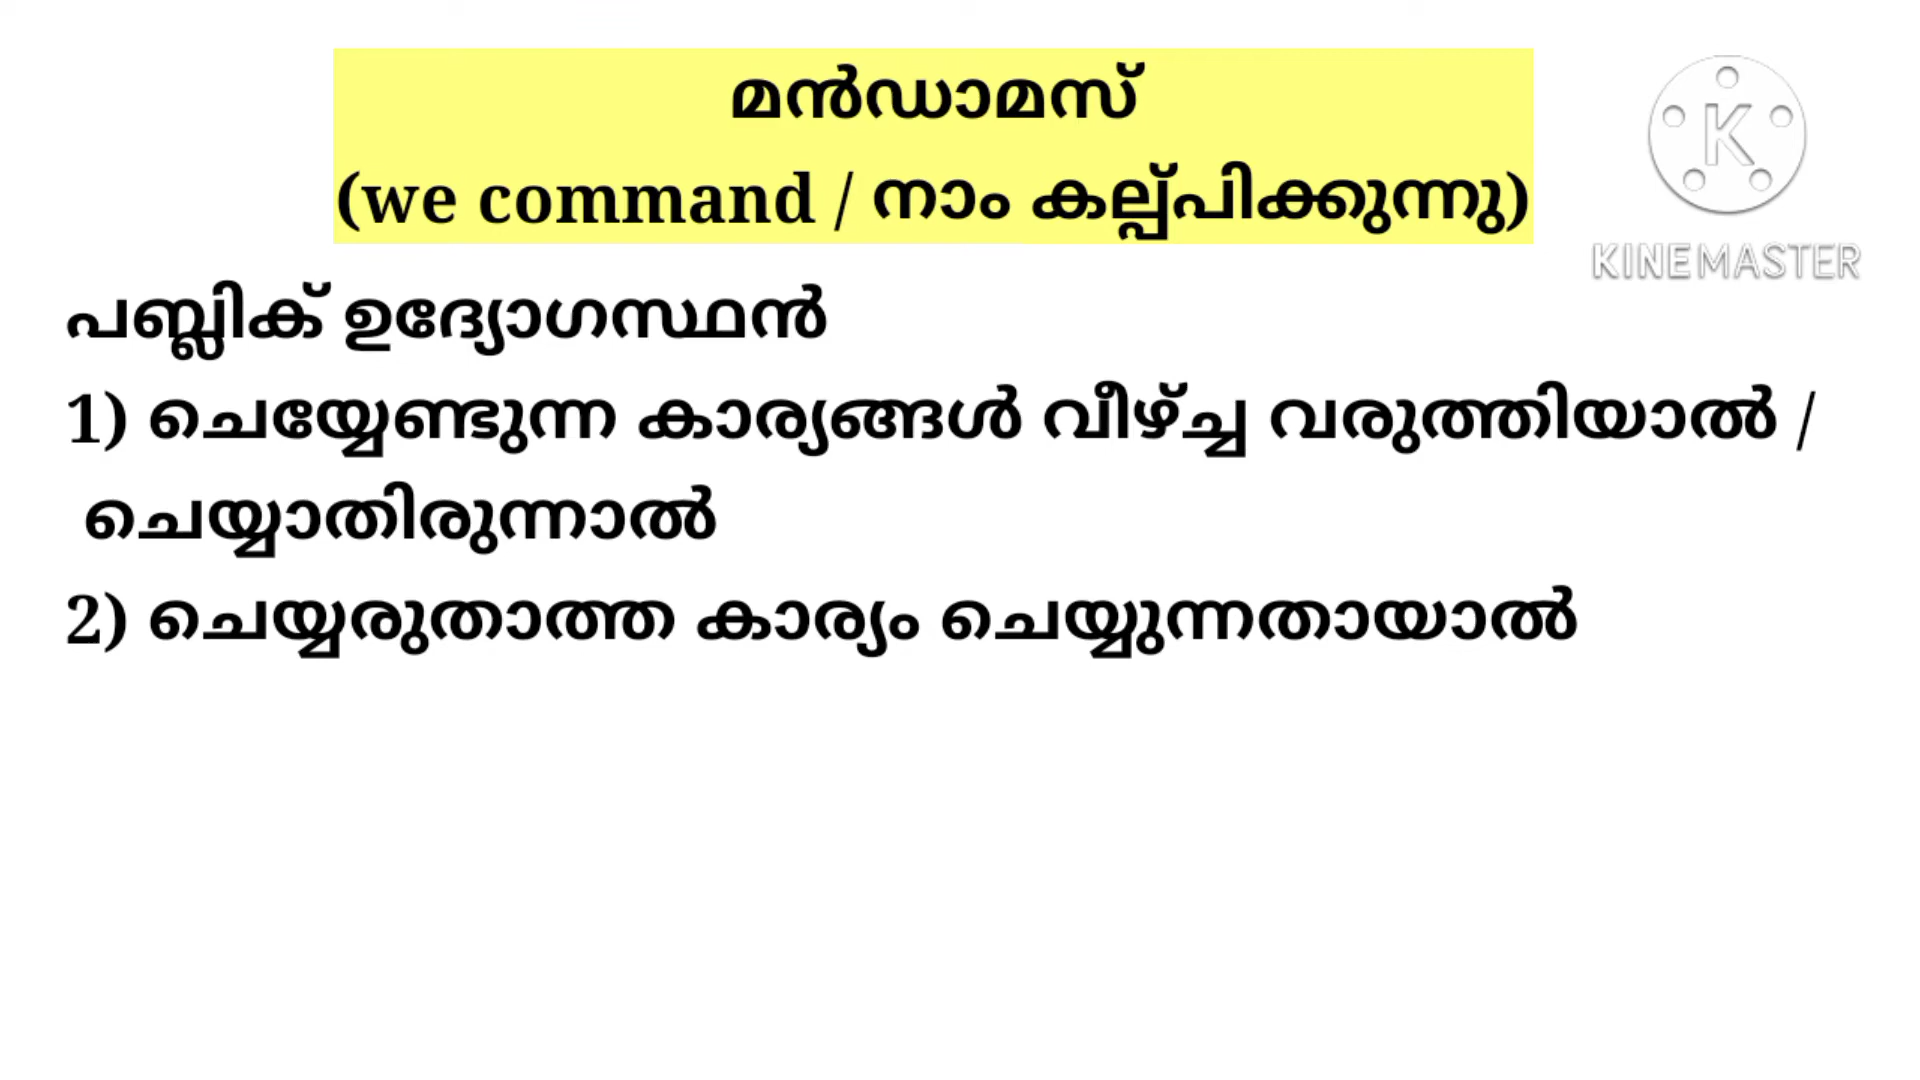 മൻഡാമസ്
(we command / നാം കല്പ്പിക്കുന്നു)
K
KINEMASTER
പബ്ലിക് ഉദ്യോഗസ്ഥൻ
1) ചെയ്യേണ്ടുന്ന കാര്യങ്ങൾ വീഴ്ച്ച വരുത്തിയാൽ /
ചെയ്യാതിരുന്നാൽ
2) ചെയ്യരുതാത്ത കാര്യം ചെയ്യുന്നതായാൽ